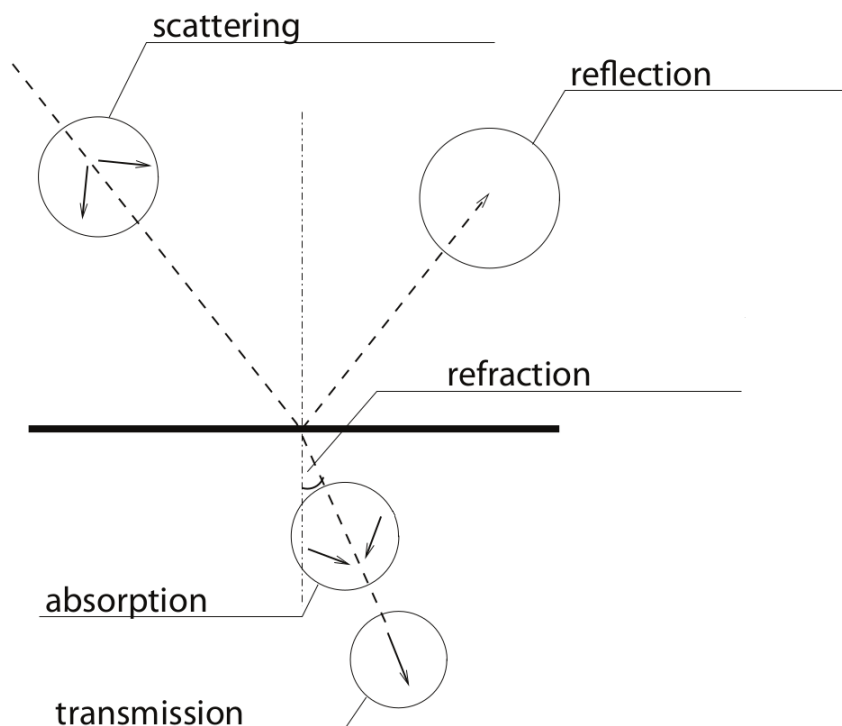 scattering
reflection
refraction
absorption
transmission